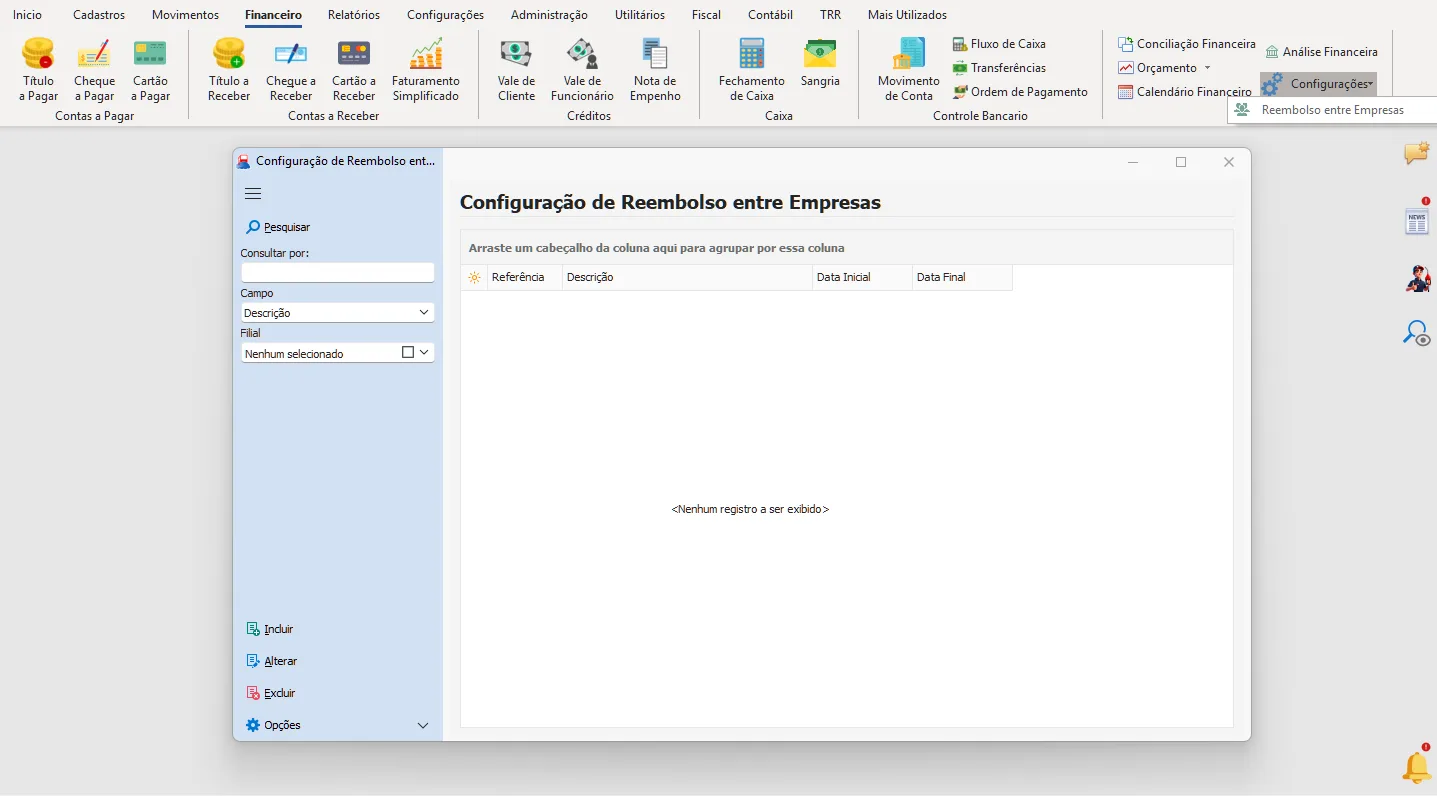 Inicio
Cadastros
Movimentos
Financeiro
Relatórios
Configurações
Administração
Utilitários
Fiscal
Contábil
TRR
Mais Utilizados
Título
a Pagar
Cheque
a Pagar
Cartão
a Pagar
Contas a Pagar
Título a
Receber
Cheque a
Receber
Cartão a
Receber
Faturamento
Simplificado
Contas a Receber
Vale de
Cliente
Vale de
Funcionário
Nota de
Empenho
Créditos
Fechamento
de Caixa
Sangria
Caixa
Movimento
de Conta
Fluxo de Caixa
Transferências
Ordem de Pagamento
Controle Bancario
Conciliação Financeira
Orçamento
Calendário Financeiro
Análise Financeira
Configurações
Reembolso entre Empresas
Configuração de Reembolso ent...
Pesquisar
Consultar por:
Campo
Descrição
Filial
Nenhum selecionado
Incluir
Alterar
Excluir
Opções
Configuração de Reembolso entre Empresas
Arraste um cabeçalho da coluna aqui para agrupar por essa coluna
Referência
Descrição
Data Inicial
Data Final
<Nenhum registro a ser exibido>
NEWS